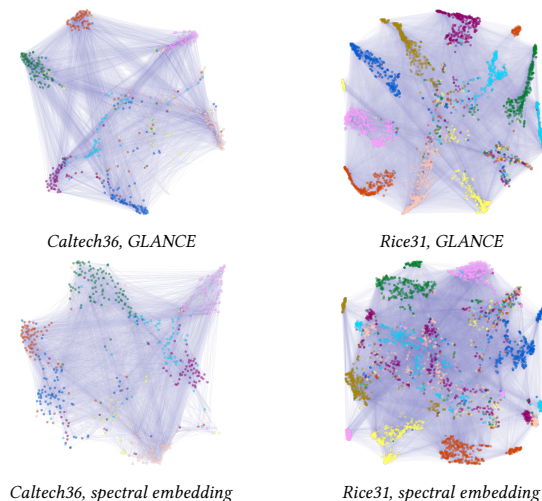 Caltech36, GLANCE
Rice31, GLANCE
Caltech36, spectral embedding
Rice31, spectral embedding